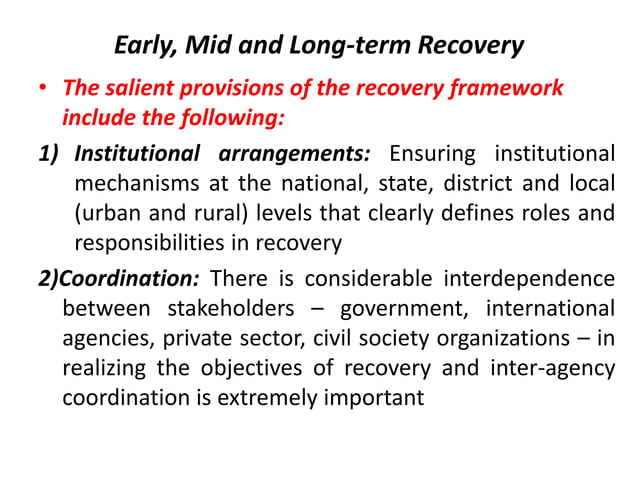 Early, Mid and Long-term Recovery
• The salient provisions of the recovery framework
include the following:
1) Institutional arrangements: Ensuring institutional
mechanisms at the national, state, district and local
(urban and rural) levels that clearly defines roles and
responsibilities in recovery
2)Coordination: There is considerable interdependence
between stakeholders – government, international
agencies, private sector, civil society organizations – in
realizing the objectives of recovery and inter-agency
coordination is extremely important